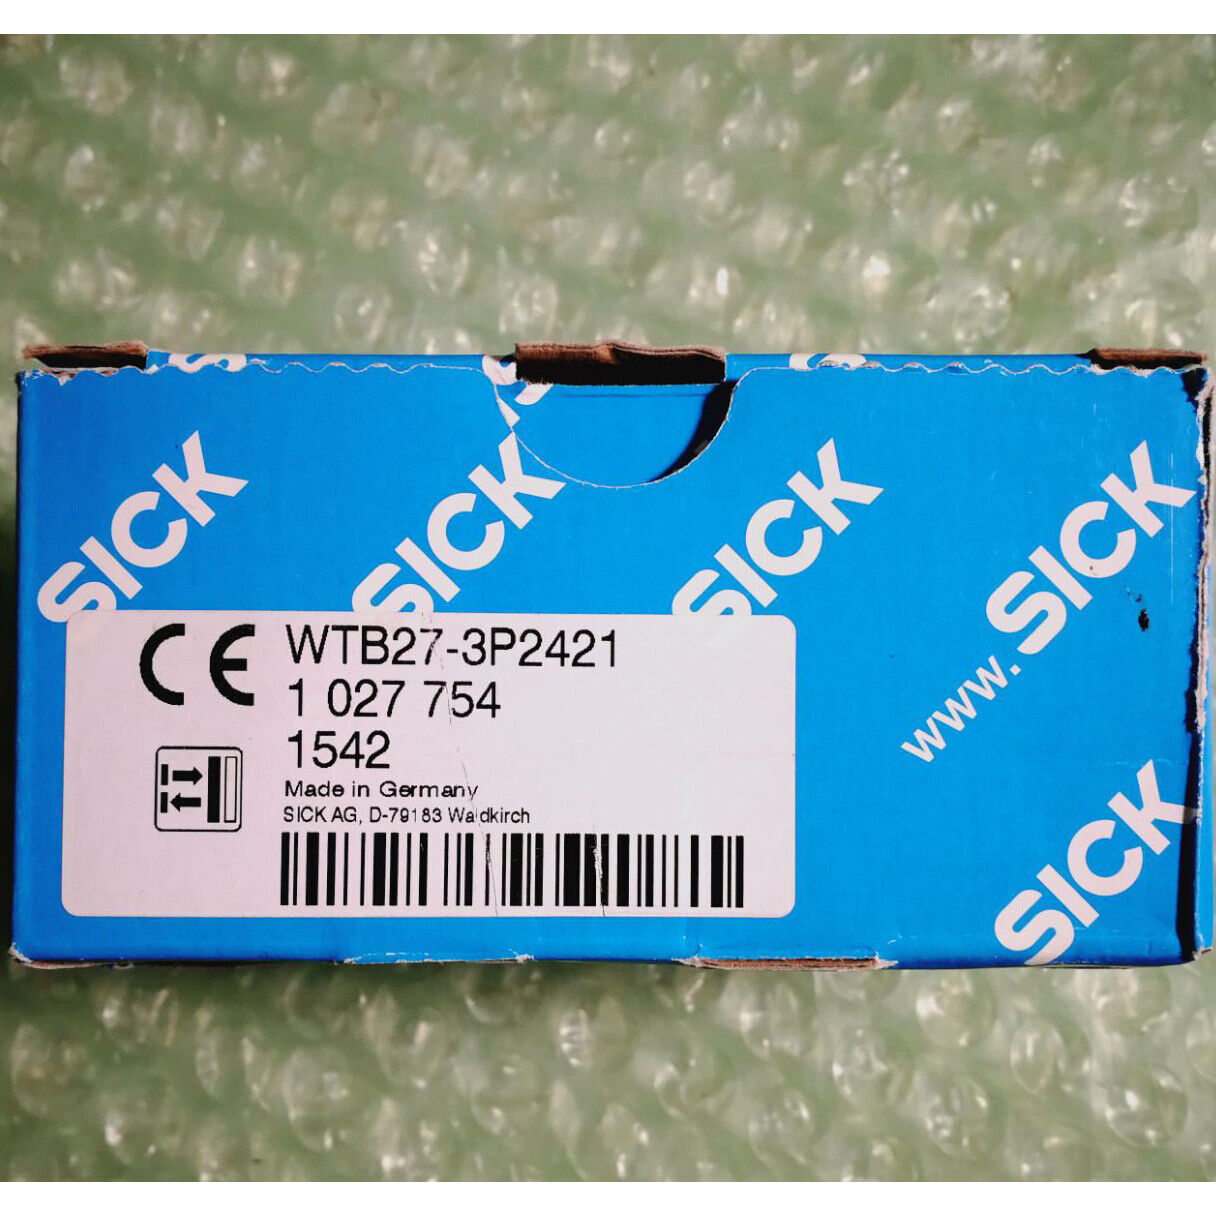 SICK
SICK
SICK
www.SICK
SICK
CE WTB27-3P2421
1 027 754
1542
Made in Germany
SICK AG, D-79183 Waldkirch